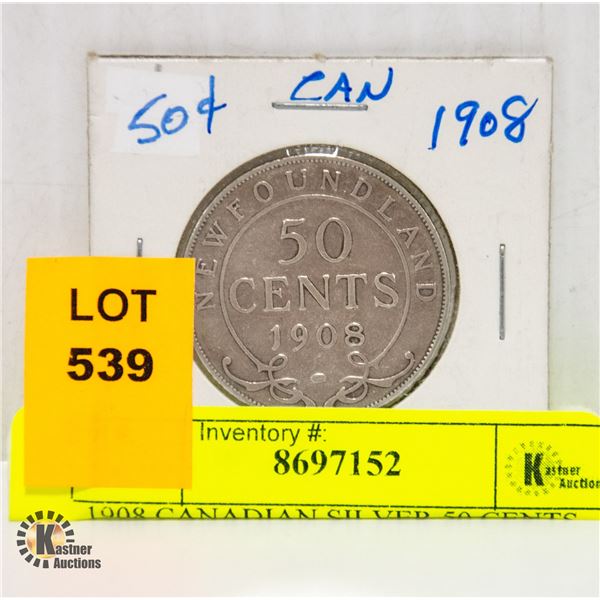 50¢ CAN 1908
NEWFOUNDLAND
50
CENTS
1908
LOT
539
Inventory #:
8697152
Kastner
Auction
1908 CANADIAN SILVER 50 CENTS
Kastner
Auctions